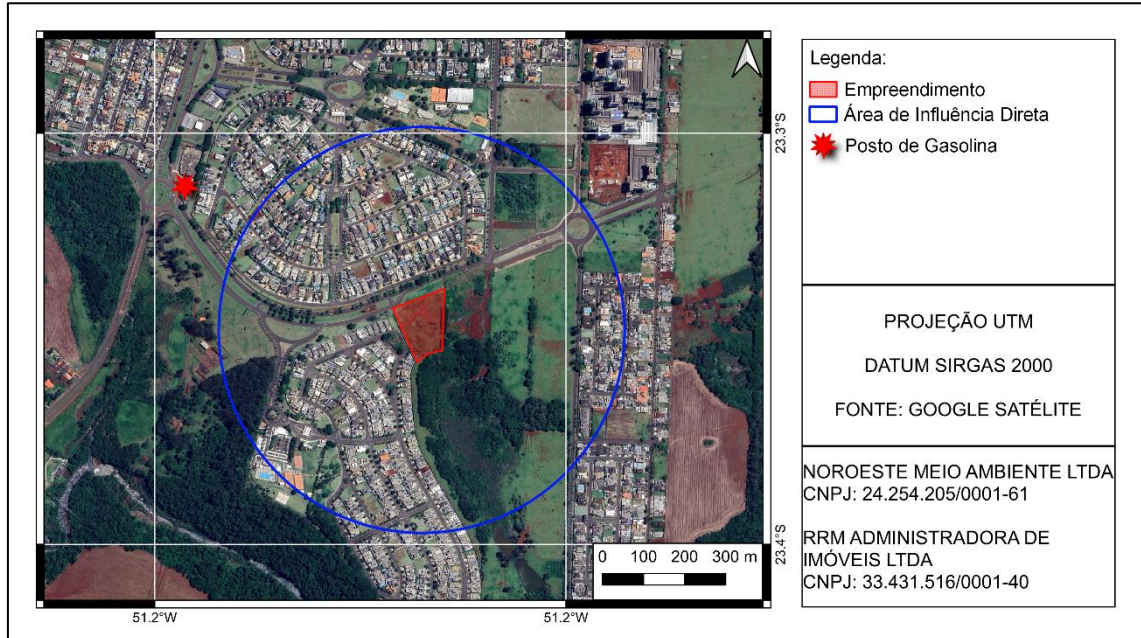 Legenda:
Empreendimento
Área de Influência Direta
Posto de Gasolina
23.3°S
23.4°S
51.2°W
51.2°W
0 100 200 300 m
PROJEÇÃO UTM
DATUM SIRGAS 2000
FONTE: GOOGLE SATÉLITE
NOROESTE MEIO AMBIENTE LTDA
CNPJ: 24.254.205/0001-61
RRM ADMINISTRADORA DE
IMÓVEIS LTDA
CNPJ: 33.431.516/0001-40